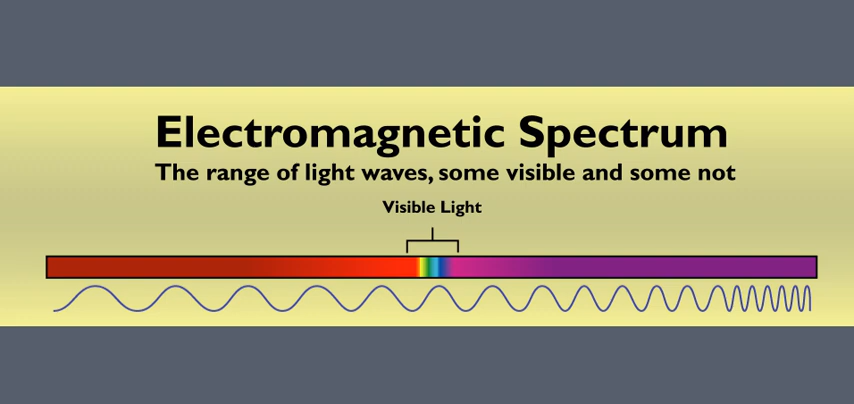 Electromagnetic Spectrum
The range of light waves, some visible and some not
Visible Light